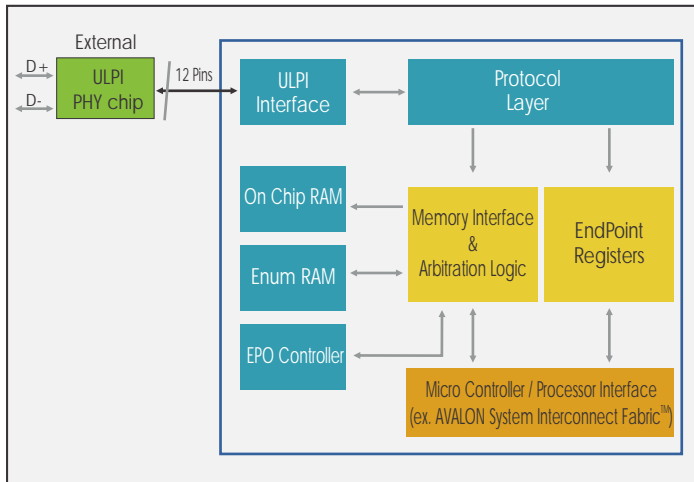 External
D+
D-
ULPI
PHY chip
12 Pins
ULPI
Interface
Protocol
Layer
On Chip RAM
Enum RAM
EPO Controller
Memory Interface
&
Arbitration Logic
EndPoint
Registers
Micro Controller / Processor Interface
(ex. AVALON System Interconnect Fabric™)